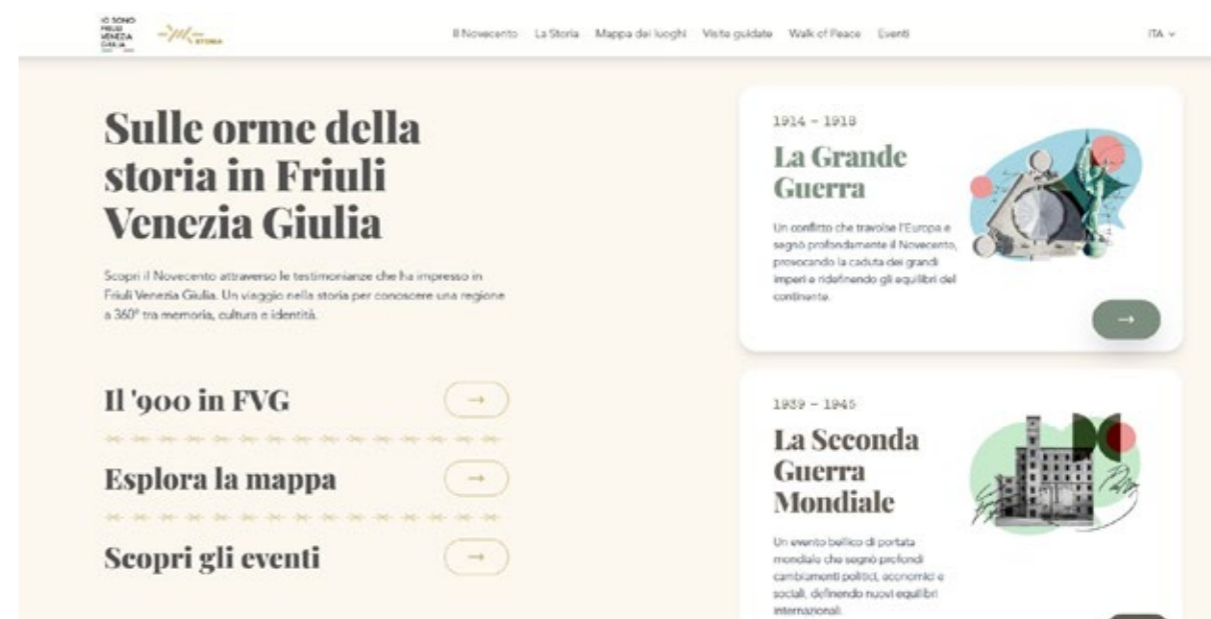 IO SONO
FRIULI
VENEZIA
GIULIA
STORIA
Il Novecento La Storia Mappa dei luoghi Visite guidate Walk of Peace Eventi
ITA
Sulle orme della
storia in Friuli
Venezia Giulia
Scopri il Novecento attraverso le testimonianze che ha impresso in
Friuli Venezia Giulia. Un viaggio nella storia per conoscere una regione
a 360° tra memoria, cultura e identità.
Il '900 in FVG
Esplora la mappa
Scopri gli eventi
1914 – 1918
La Grande
Guerra
Un conflitto che travolse l'Europa e
segnò profondamente il Novecento,
provocando la caduta dei grandi
imperi e ridefinendo gli equilibri del
continente.
1939 – 1945
La Seconda
Guerra
Mondiale
Un evento bellico di portata
mondiale che segnò profondi
cambiamenti politici, economici e
sociali, definendo nuovi equilibri
internazionali.